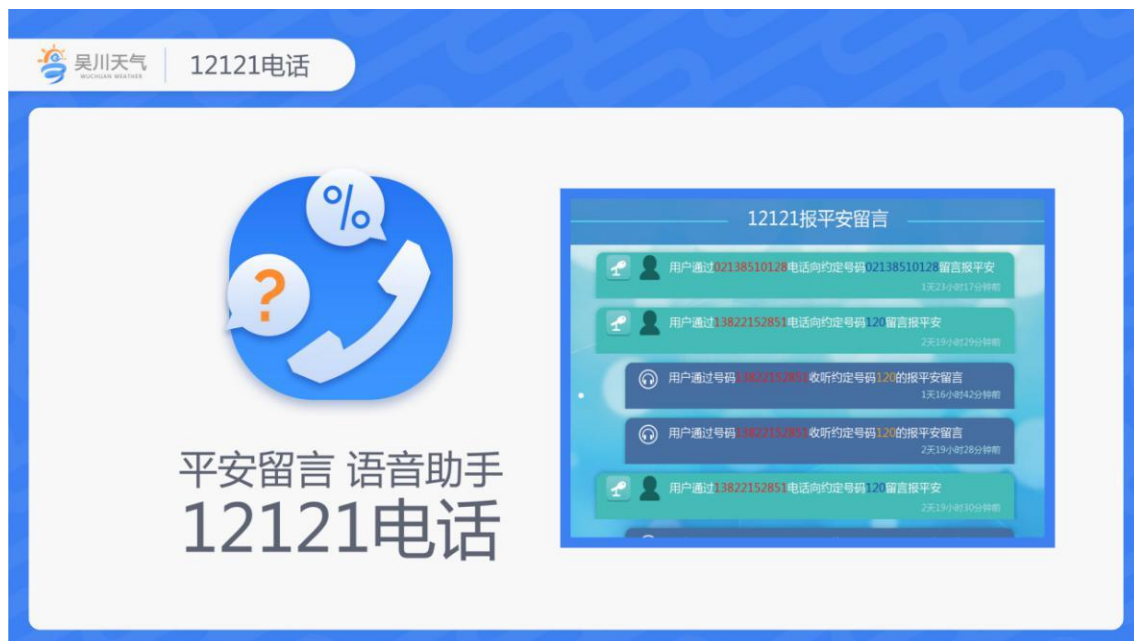 吴川天气
WUCHUAN WEATHER
12121电话
%
?
平安留言 语音助手
12121电话
12121报平安留言
用户通过02138510128电话向约定号码02138510128留言报平安
1天23小时17分钟前
用户通过13822152851电话向约定号码120留言报平安
2天19小时29分钟前
用户通过号码13822152851收听约定号码120的报平安留言
1天16小时42分钟前
用户通过号码13822152851收听约定号码120的报平安留言
2天19小时28分钟前
用户通过13822152851电话向约定号码120留言报平安
2天19小时30分钟前